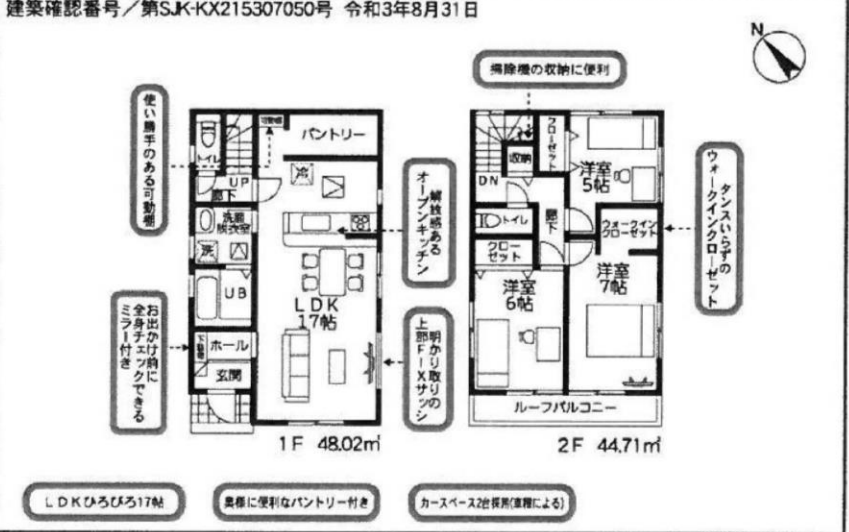 建築確認番号／第SJK-KX215307050号 令和3年8月31日
N
掃除機の収納に便利
使い勝手のある可動棚
トイレ
UP
廊下
可動棚
パントリー
冷
洗面
脱衣室
洗
UB
LDK
17帖
ホール
下駄箱
玄関
解放感ある
オープンキッチン
お出かけ前に
全身チェックできる
ミラー付き
明かり取りの
上部FIXサッシ
1F 48.02㎡
DN
収納
クローゼット
洋室
5帖
トイレ
廊下
ウォークイン
クローゼット
クロー
ゼット
洋室
6帖
洋室
7帖
ルーフバルコニー
タンスいらずの
ウォークインクローゼット
2F 44.71㎡
LDKひろびろ17帖
奥様に便利なパントリー付き
カースペース2台採用(車種による)